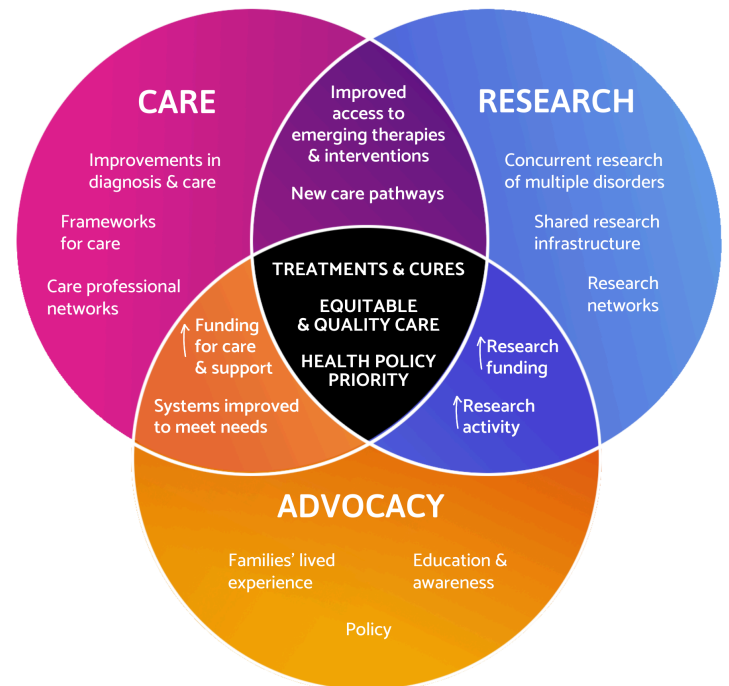 CARE
Improvements in
diagnosis & care
Frameworks
for care
Care professional
networks
Improved
access to
emerging therapies
& interventions
New care pathways
RESEARCH
Concurrent research
of multiple disorders
Shared research
infrastructure
Research
networks
TREATMENTS & CURES
EQUITABLE
& QUALITY CARE
HEALTH POLICY
PRIORITY
↑ Funding
for care
& support
Systems improved
to meet needs
↑ Research
funding
↑ Research
activity
ADVOCACY
Families' lived
experience
Education &
awareness
Policy